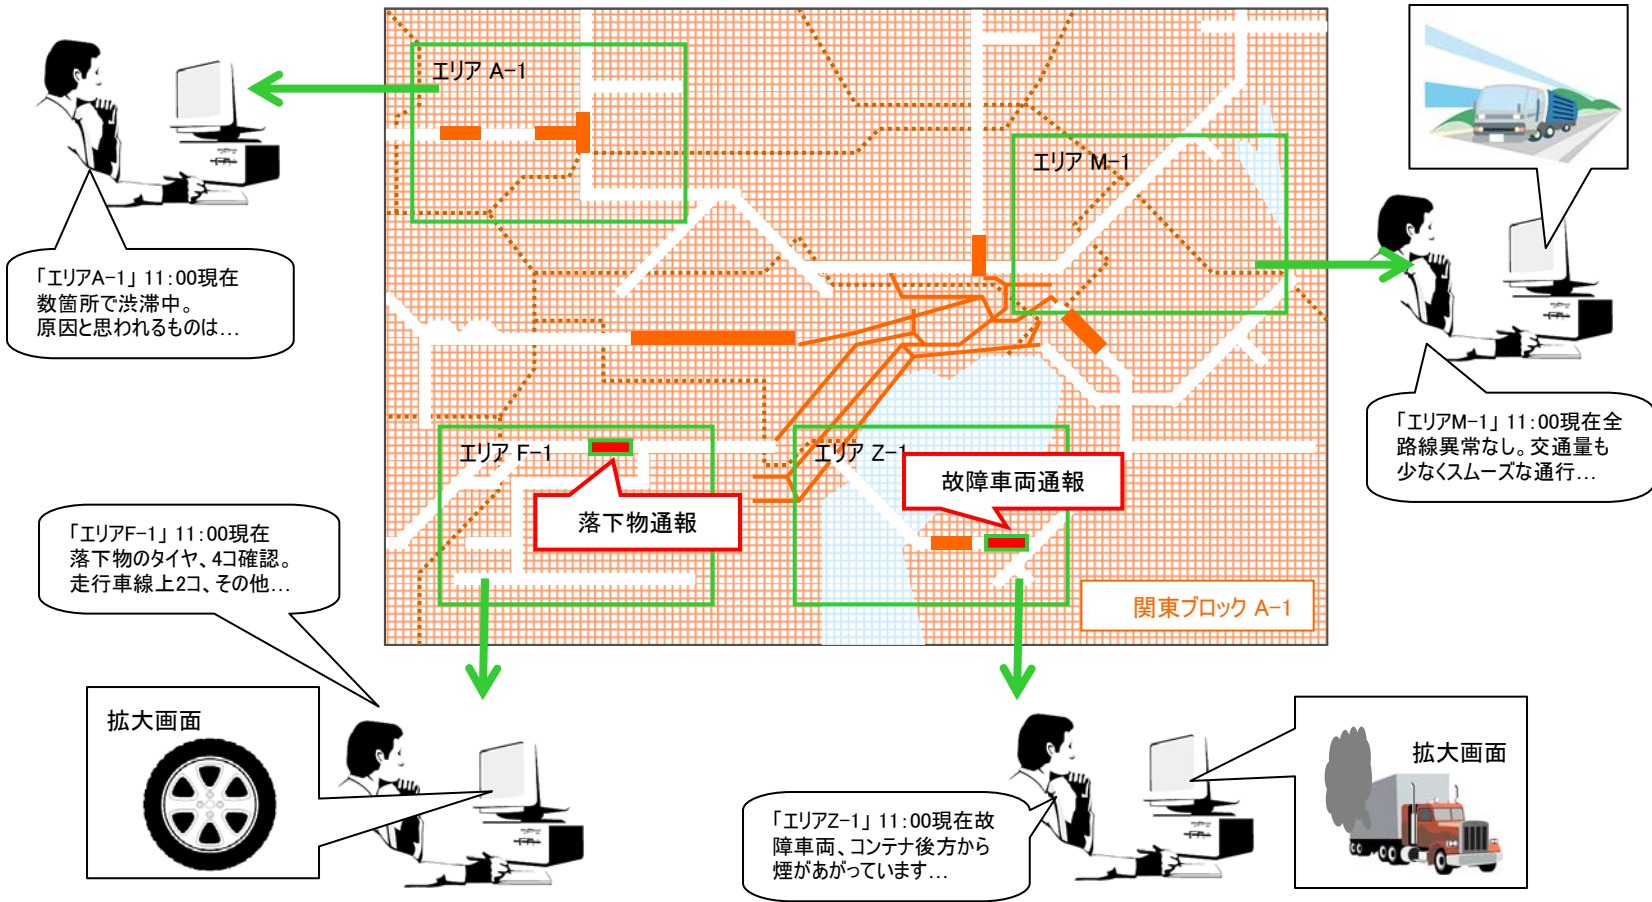 エリア A-1
エリア M-1
「エリアA-1」 11:00現在
数箇所で渋滞中。
原因と思われるものは…
「エリアM-1」 11:00現在全
路線異常なし。交通量も
少なくスムーズな通行…
エリア F-1
エリア Z-1
落下物通報
故障車両通報
関東ブロック A-1
「エリアF-1」 11:00現在
落下物のタイヤ、4コ確認。
走行車線上2コ、その他…
拡大画面
「エリアZ-1」 11:00現在故
障車両、コンテナ後方から
煙があがっています…
拡大画面